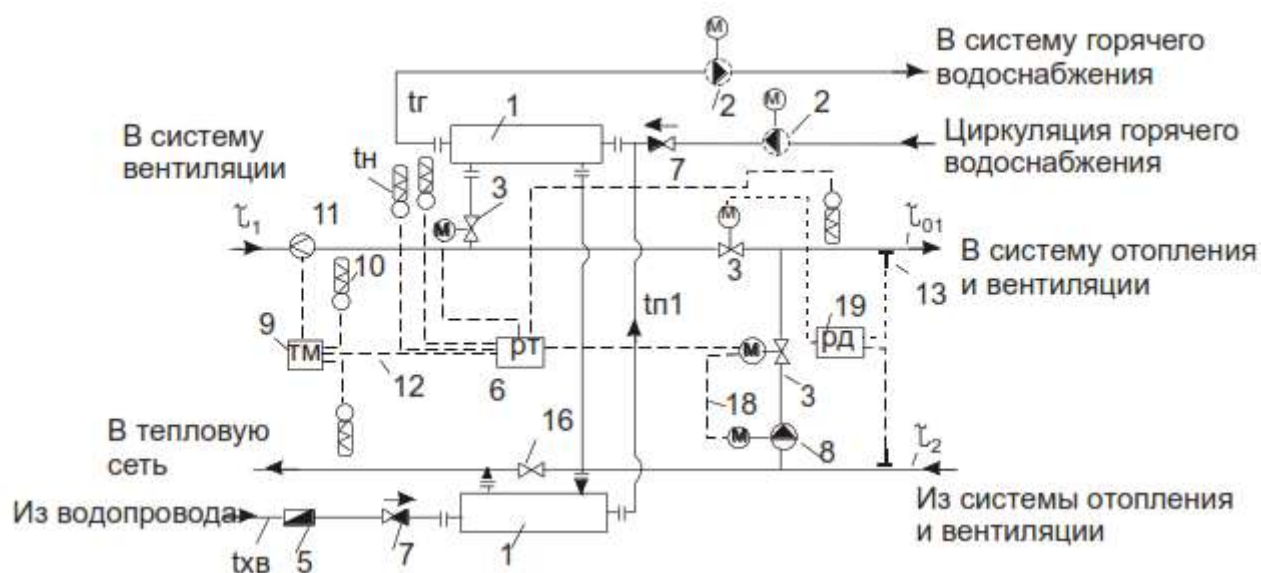 M
В систему горячего
водоснабжения
tг
1
2
M
2
В систему
вентиляции
Циркуляция горячего
водоснабжения
tн
7
3
M
M
τ₁
11
τ₀₁
3
В систему отопления
и вентиляции
10
13
9
ТМ
tп1
19
рд
рт
M
12
6
3
18
16
M
8
В тепловую
сеть
τ₂
Из водопровода
Из системы отопления
и вентиляции
tхв
5
7
1